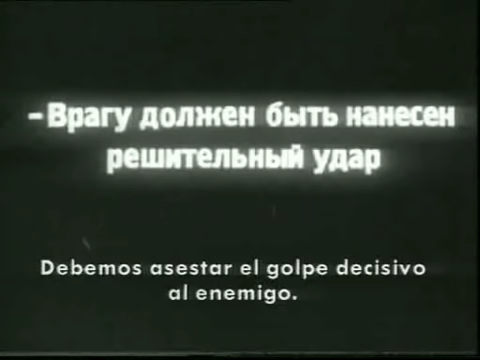 -Врагу должен быть нанесен
решительный удар
Debemos asestar el golpe decisivo
al enemigo.